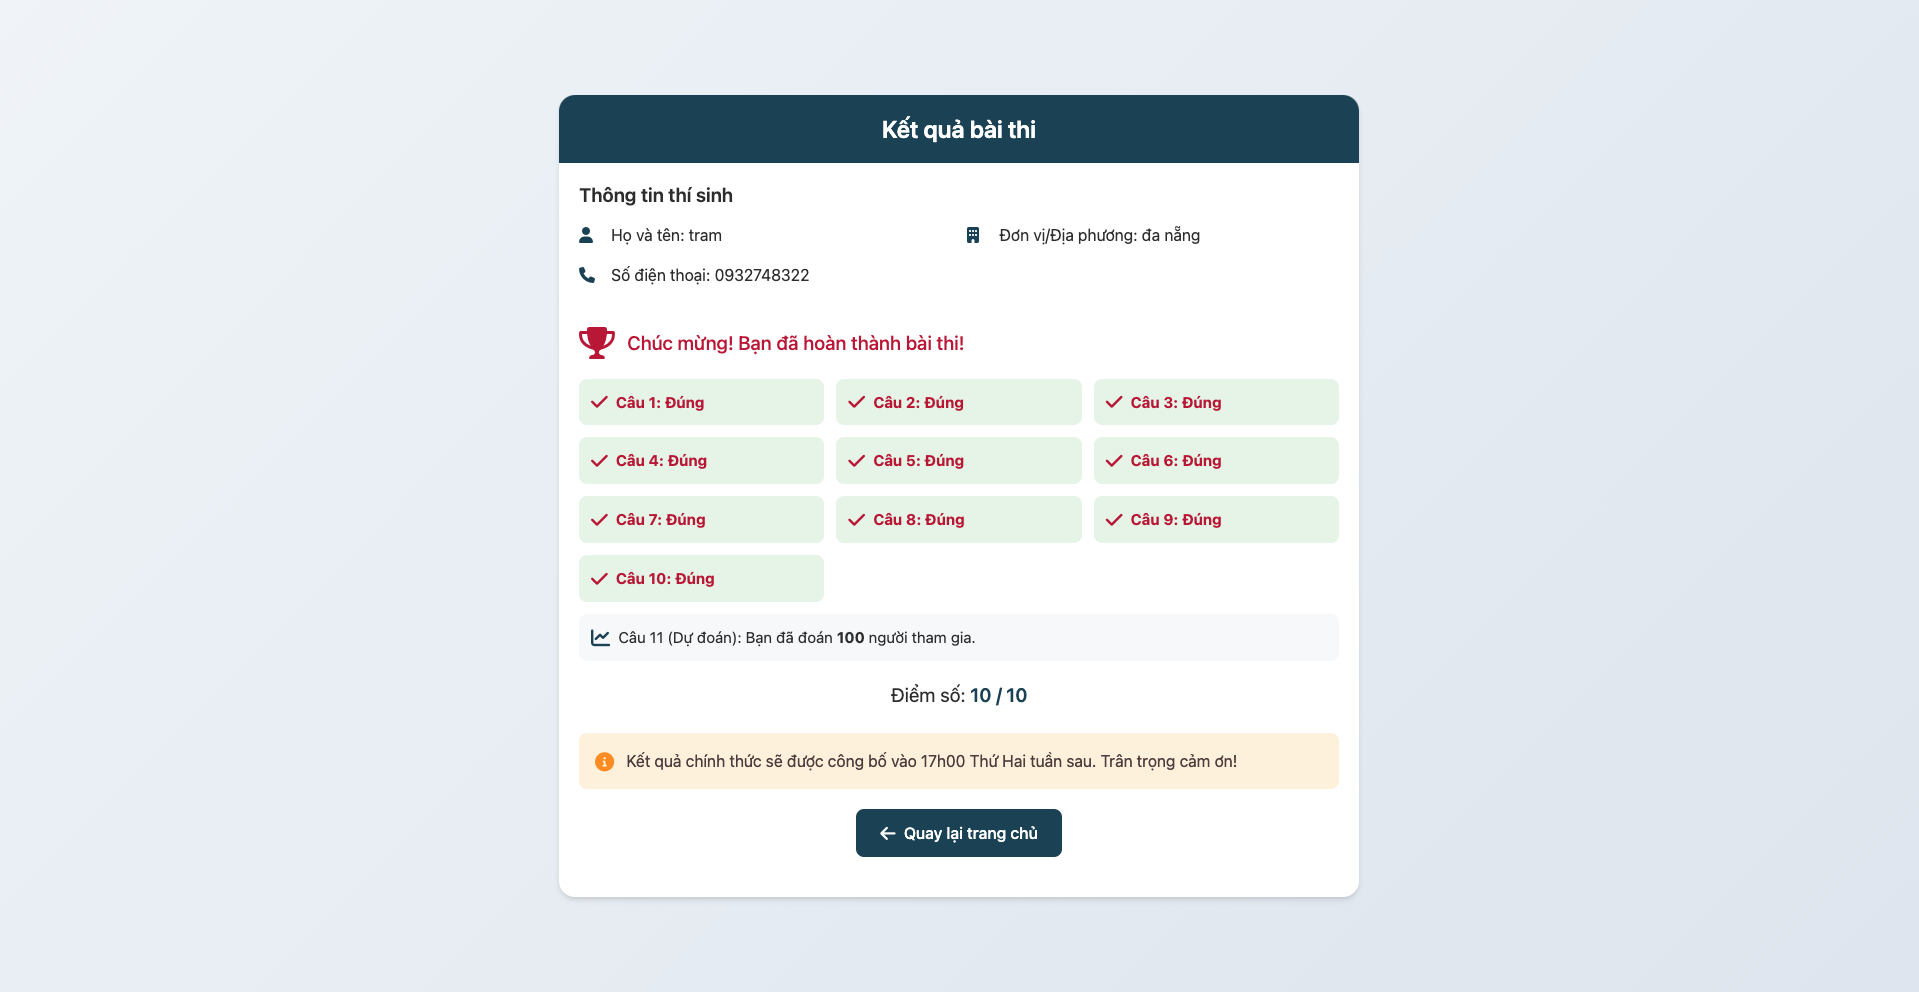 Kết quả bài thi
Thông tin thí sinh
Họ và tên: tram
Đơn vị/Địa phương: đa nẵng
Số điện thoại: 0932748322
Chúc mừng! Bạn đã hoàn thành bài thi!
Câu 1: Đúng
Câu 2: Đúng
Câu 3: Đúng
Câu 4: Đúng
Câu 5: Đúng
Câu 6: Đúng
Câu 7: Đúng
Câu 8: Đúng
Câu 9: Đúng
Câu 10: Đúng
Câu 11 (Dự đoán): Bạn đã đoán 100 người tham gia.
Điểm số: 10 / 10
Kết quả chính thức sẽ được công bố vào 17h00 Thứ Hai tuần sau. Trân trọng cảm ơn!
Quay lại trang chủ